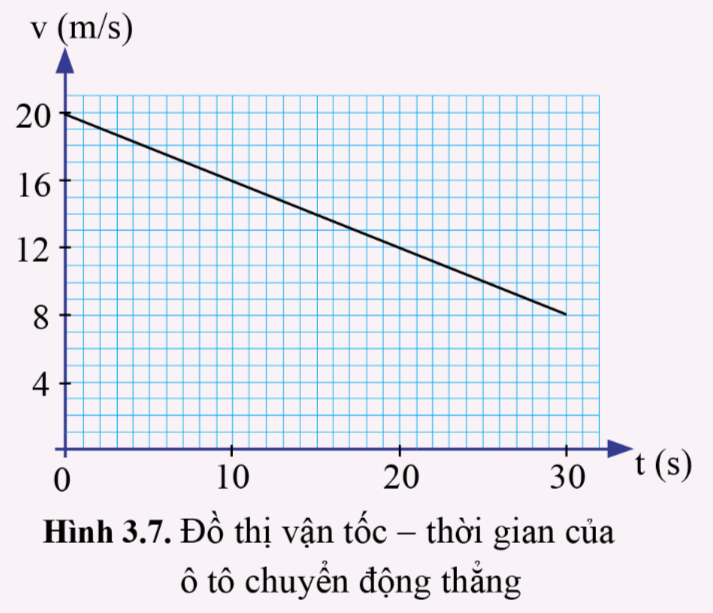 v (m/s)
20
16
12
8
4
0
10
20
30
t (s)
Hình 3.7. Đồ thị vận tốc – thời gian của
ô tô chuyển động thẳng